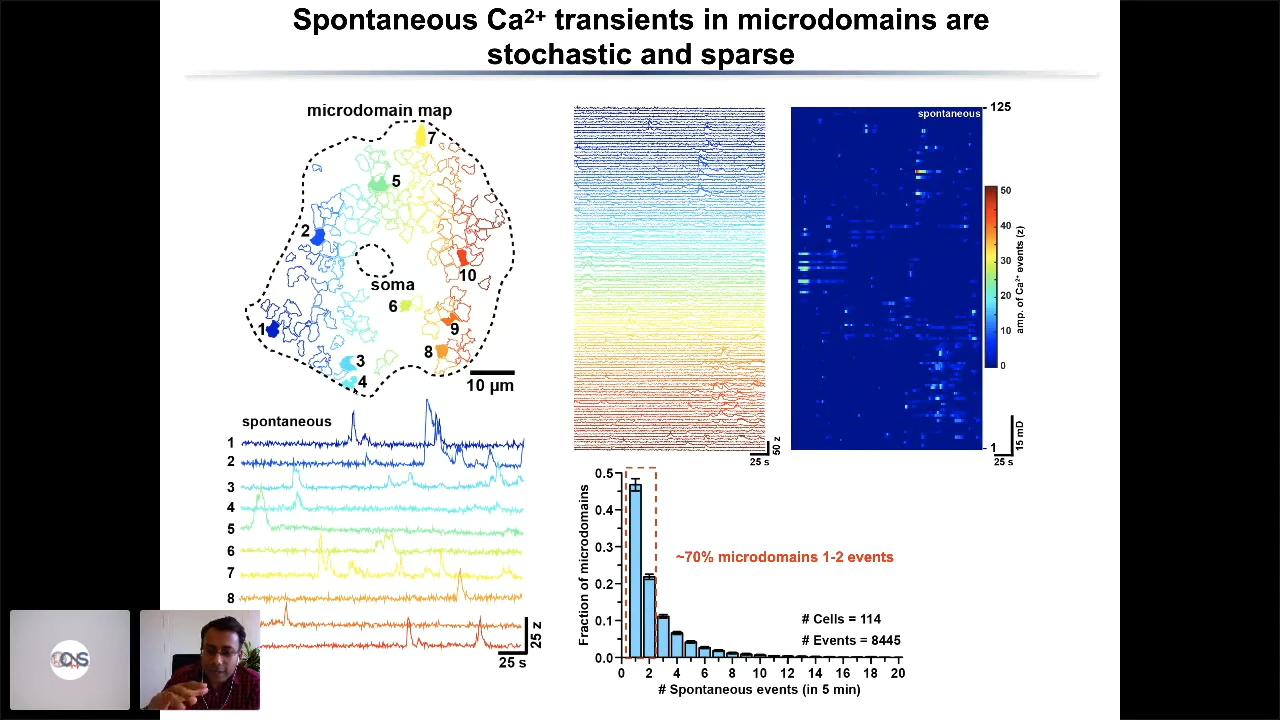 Spontaneous Ca²⁺ transients in microdomains are
stochastic and sparse
microdomain map
7
5
2
10
soma
6
1
9
8
3
4
10 µm
spontaneous
1
2
3
4
5
6
7
8
25 z
25 s
50 z
25 s
spontaneous
125
1
50
40
30
20
10
0
amp. of Ca²⁺ events (z)
15 mD
25 s
0.5
0.4
0.3
0.2
0.1
0.0
Fraction of microdomains
~70% microdomains 1-2 events
# Cells = 114
# Events = 8445
0 2 4 6 8 10 12 14 16 18 20
# Spontaneous events (in 5 min)